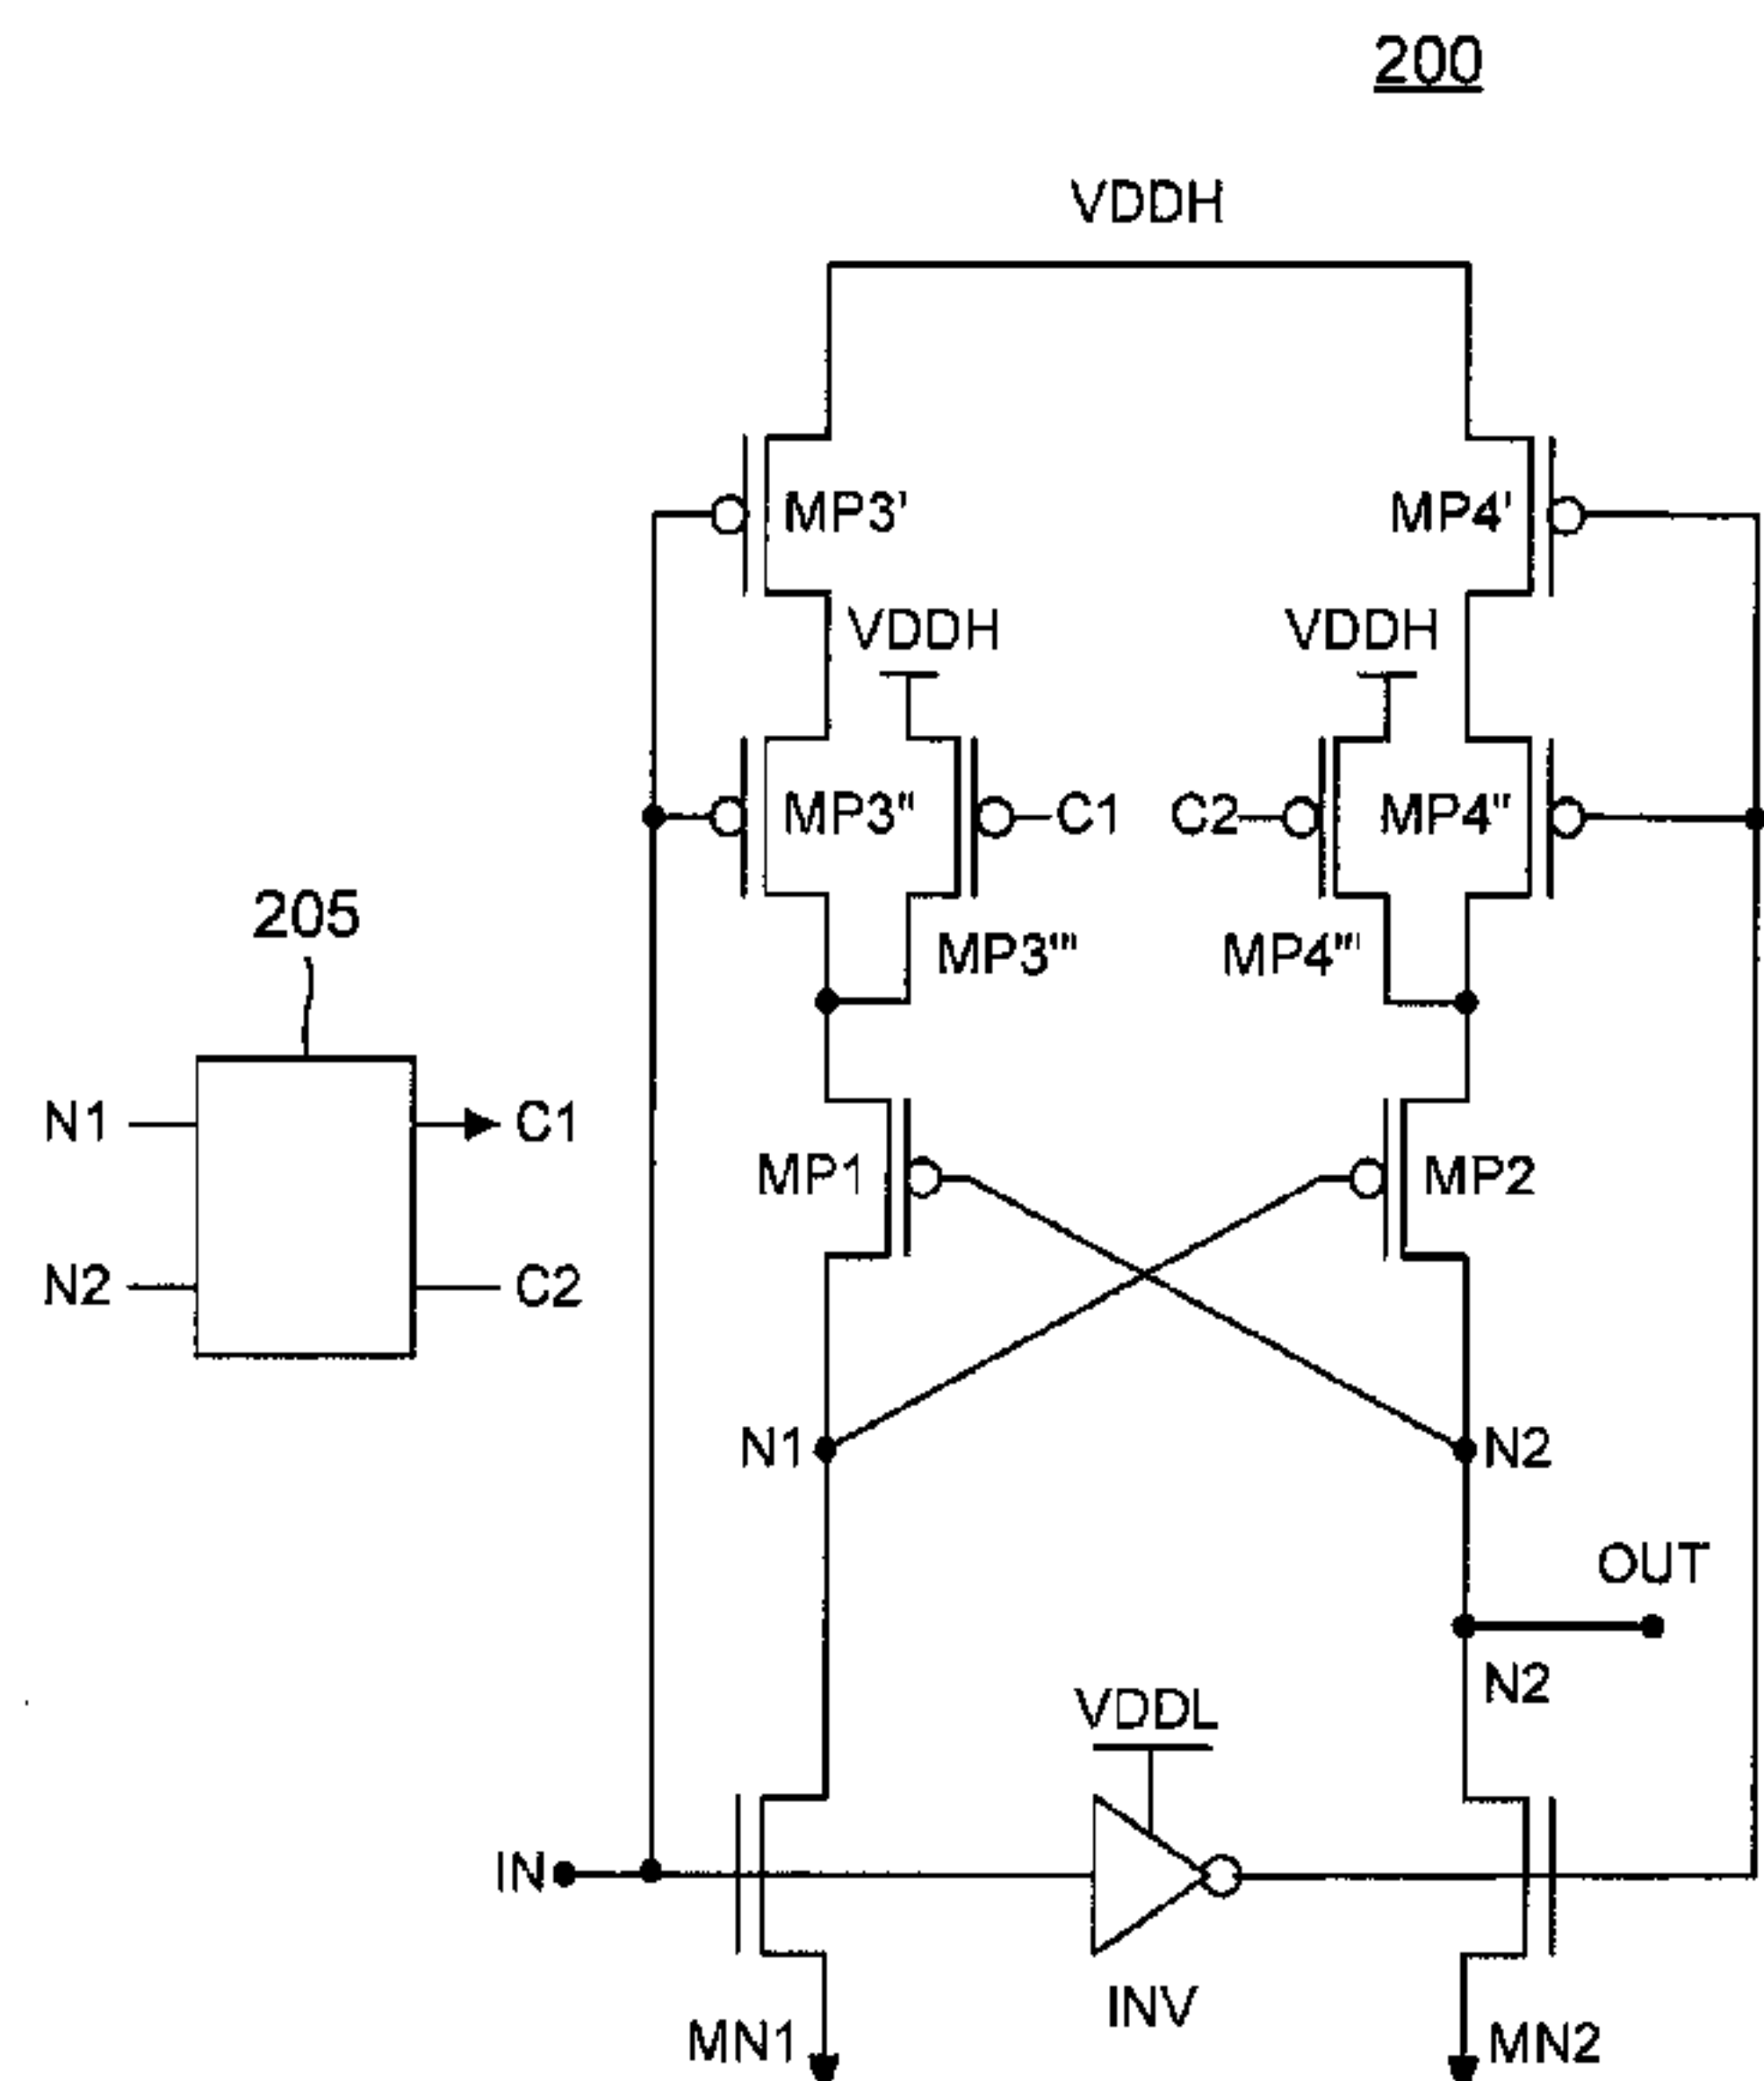 200
VDDH
MP3' MP4'
VDDH VDDH
MP3" C1 C2 MP4"
205
MP3'" MP4'"
N1 C1
MP1 MP2
N2 C2
N1 N2
OUT
N2
VDDL
IN
INV
MN1 MN2